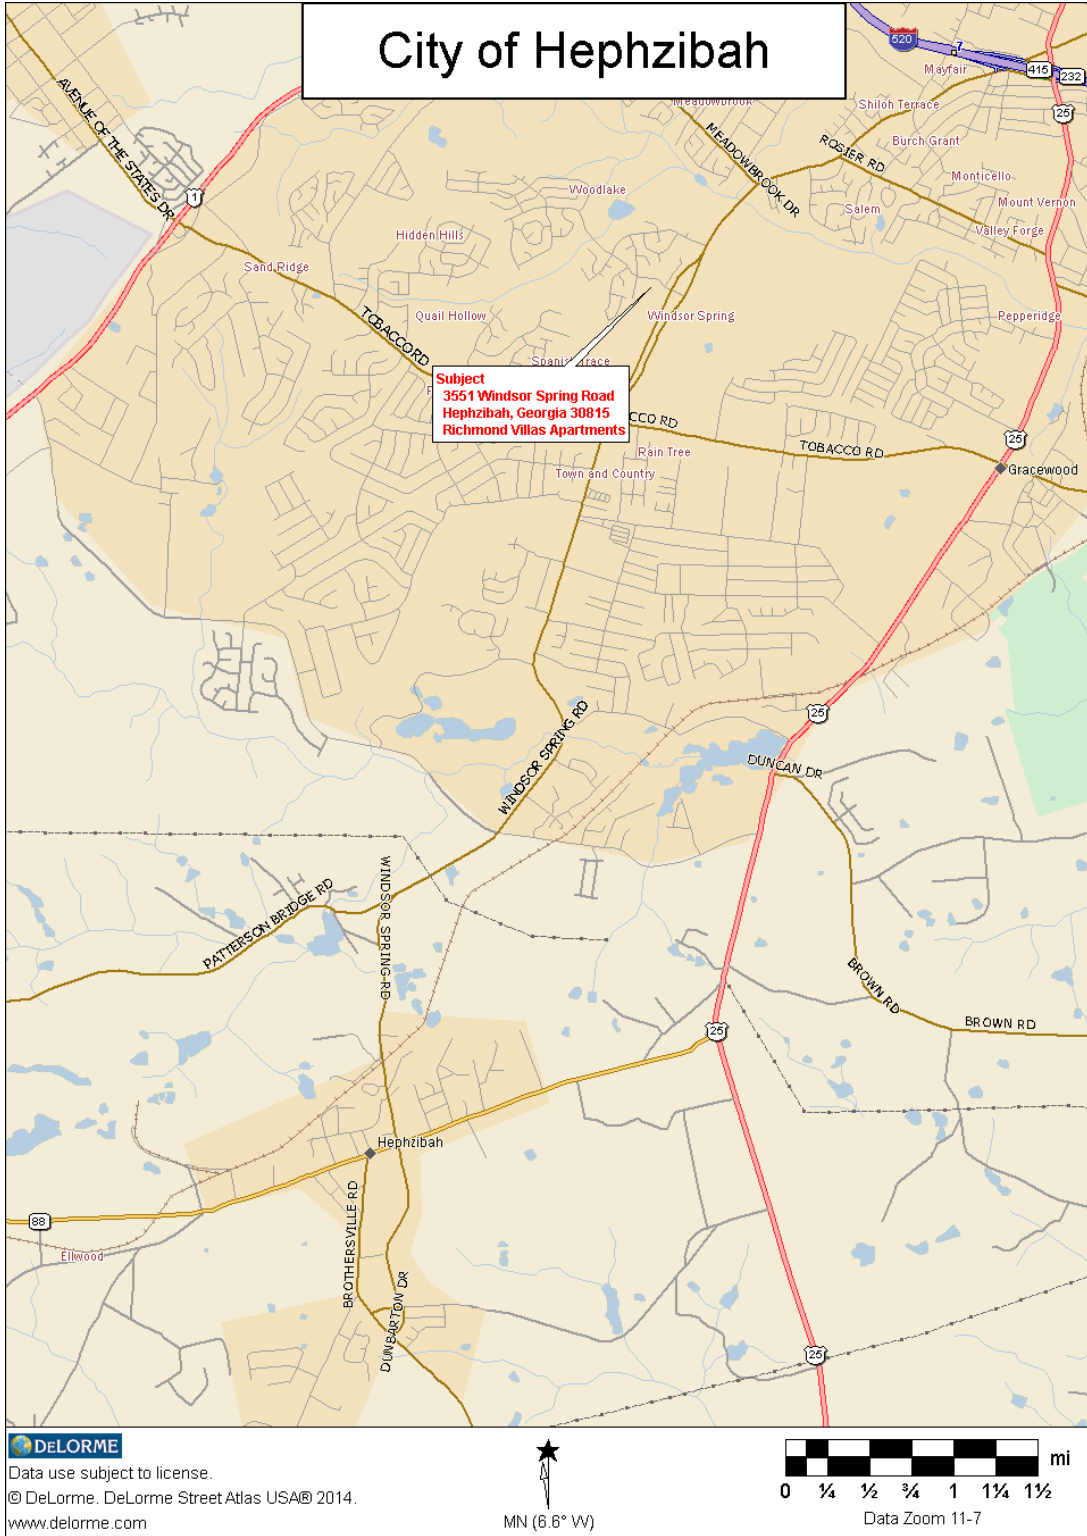 City of Hephzibah
520
7
Mayfair
415
232
Meadowbrook
Shiloh Terrace
25
AVENUE OF THE STATES DR
MEADOWBROOK DR
ROSIER RD
Burch Grant
Monticello
Woodlake
1
Salem
Mount Vernon
Valley Forge
Hidden Hills
Sand Ridge
TOBACCO RD
Quail Hollow
Windsor Spring
Pepperidge
Spanish Trace
Subject
3551 Windsor Spring Road
Hephzibah, Georgia 30815
Richmond Villas Apartments
CCO RD
TOBACCO RD
25
Rain Tree
Gracewood
Town and Country
25
WINDSOR SPRING RD
DUNCAN DR
WINDSOR SPRING RD
PATTERSON BRIDGE RD
BROWN RD
BROWN RD
25
Hephzibah
88
Ellwood
BROTHERSVILLE RD
DUNBARTON DR
25
DELORME
Data use subject to license.
© DeLorme. DeLorme Street Atlas USA® 2014.
www.delorme.com
MN (6.6° W)
mi
0 ¼ ½ ¾ 1 1¼ 1½
Data Zoom 11-7